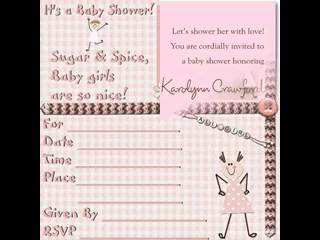 It's a Baby Shower!
Sugar & Spice,
Baby girls
are so nice!
Let's shower her with love!
You are cordially invited to
a baby shower honoring
Karolynn Crawford
For
Date
Time
Place
Given By
RSVP